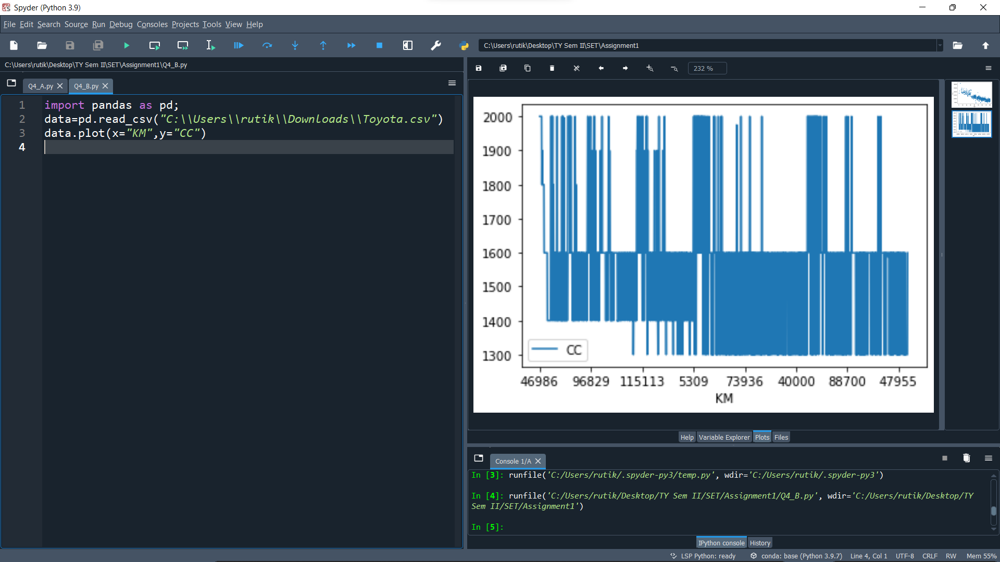 Spyder (Python 3.9)
File Edit Search Source Run Debug Consoles Projects Tools View Help
C:\Users\rutik\Desktop\TY Sem II\SET\Assignment1
C:\Users\rutik\Desktop\TY Sem II\SET\Assignment1\Q4_B.py
Q4_A.py
Q4_B.py
1 import pandas as pd;
2 data=pd.read_csv("C:\\Users\\rutik\\Downloads\\Toyota.csv")
3 data.plot(x="KM",y="CC")
4
232 %
2000
1900
1800
1700
1600
1500
1400
1300
CC
46986 96829 115113 5309 73936 40000 88700 47955
KM
Help Variable Explorer Plots Files
Console 1/A
In [3]: runfile('C:/Users/rutik/.spyder-py3/temp.py', wdir='C:/Users/rutik/.spyder-py3')
In [4]: runfile('C:/Users/rutik/Desktop/TY Sem II/SET/Assignment1/Q4_B.py', wdir='C:/Users/rutik/Desktop/TY
Sem II/SET/Assignment1')
In [5]:
IPython console History
LSP Python: ready conda: base (Python 3.9.7) Line 4, Col 1 UTF-8 CRLF RW Mem 55%